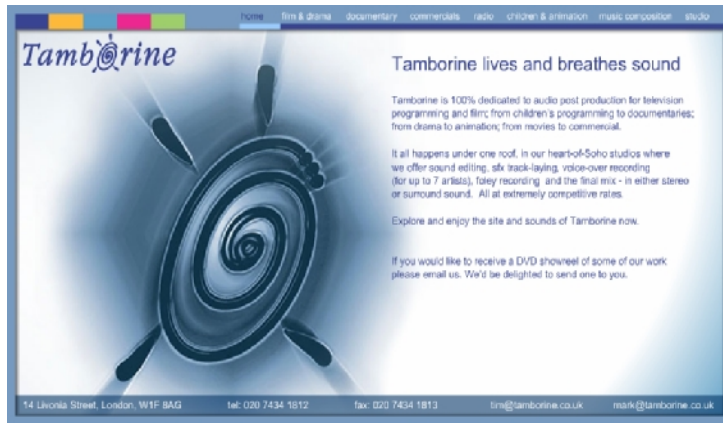 home film & drama documentary commercials radio children & animation music composition studio
Tamborine
Tamborine lives and breathes sound
Tamborine is 100% dedicated to audio post production for television
programming and film; from children's programming to documentaries;
from drama to animation; from movies to commercial.
It all happens under one roof, in our heart-of-Soho studios where
we offer sound editing, sfx track-laying, voice-over recording
(for up to 7 artists), foley recording and the final mix - in either stereo
or surround sound. All at extremely competitive rates.
Explore and enjoy the site and sounds of Tamborine now.
If you would like to receive a DVD showreel of some of our work
please email us. We'd be delighted to send one to you.
14 Livonia Street, London, W1F 8AG tel: 020 7434 1812 fax: 020 7434 1813 tim@tamborine.co.uk mark@tamborine.co.uk